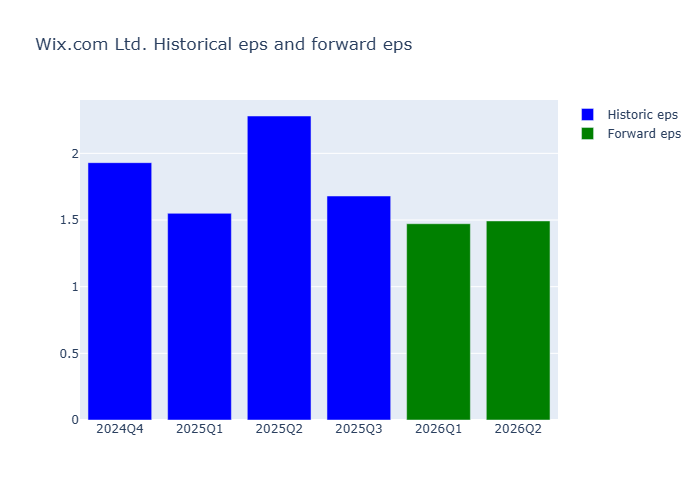 Wix.com Ltd. Historical eps and forward eps
Historic eps
Forward eps
2
1.5
1
0.5
0
2024Q4 2025Q1 2025Q2 2025Q3 2026Q1 2026Q2